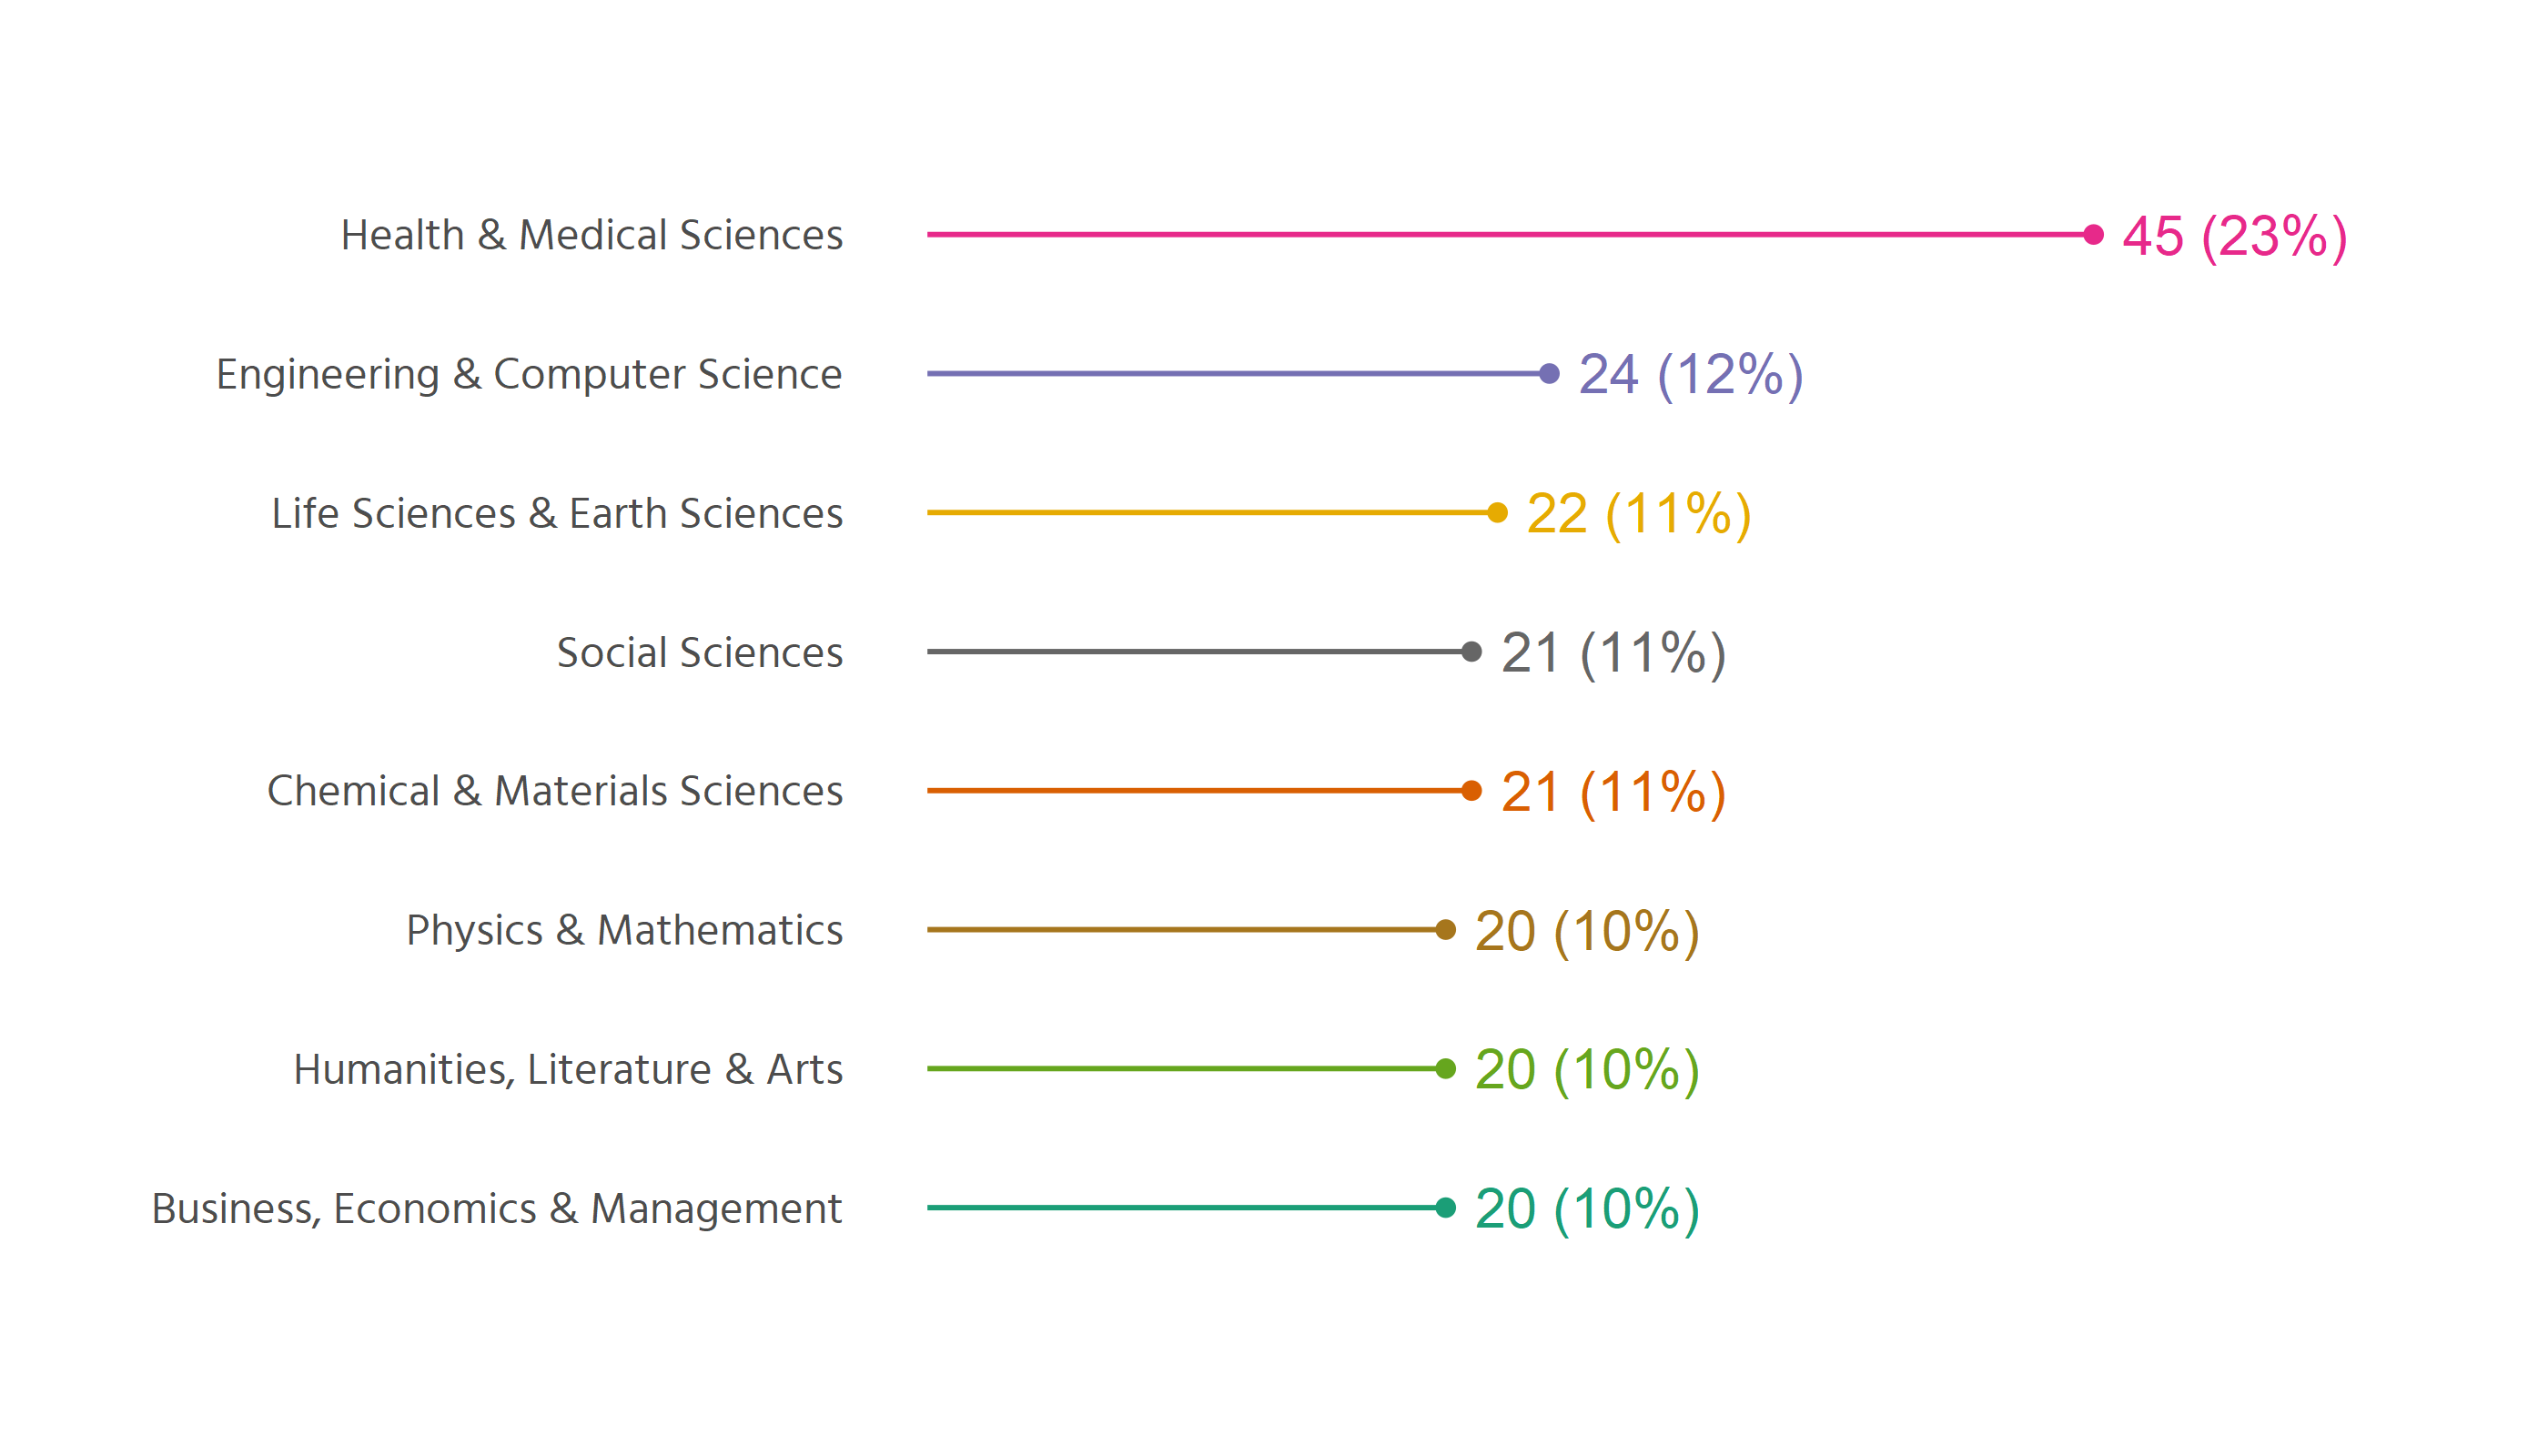 Health & Medical Sciences 45 (23%)
Engineering & Computer Science 24 (12%)
Life Sciences & Earth Sciences 22 (11%)
Social Sciences 21 (11%)
Chemical & Materials Sciences 21 (11%)
Physics & Mathematics 20 (10%)
Humanities, Literature & Arts 20 (10%)
Business, Economics & Management 20 (10%)